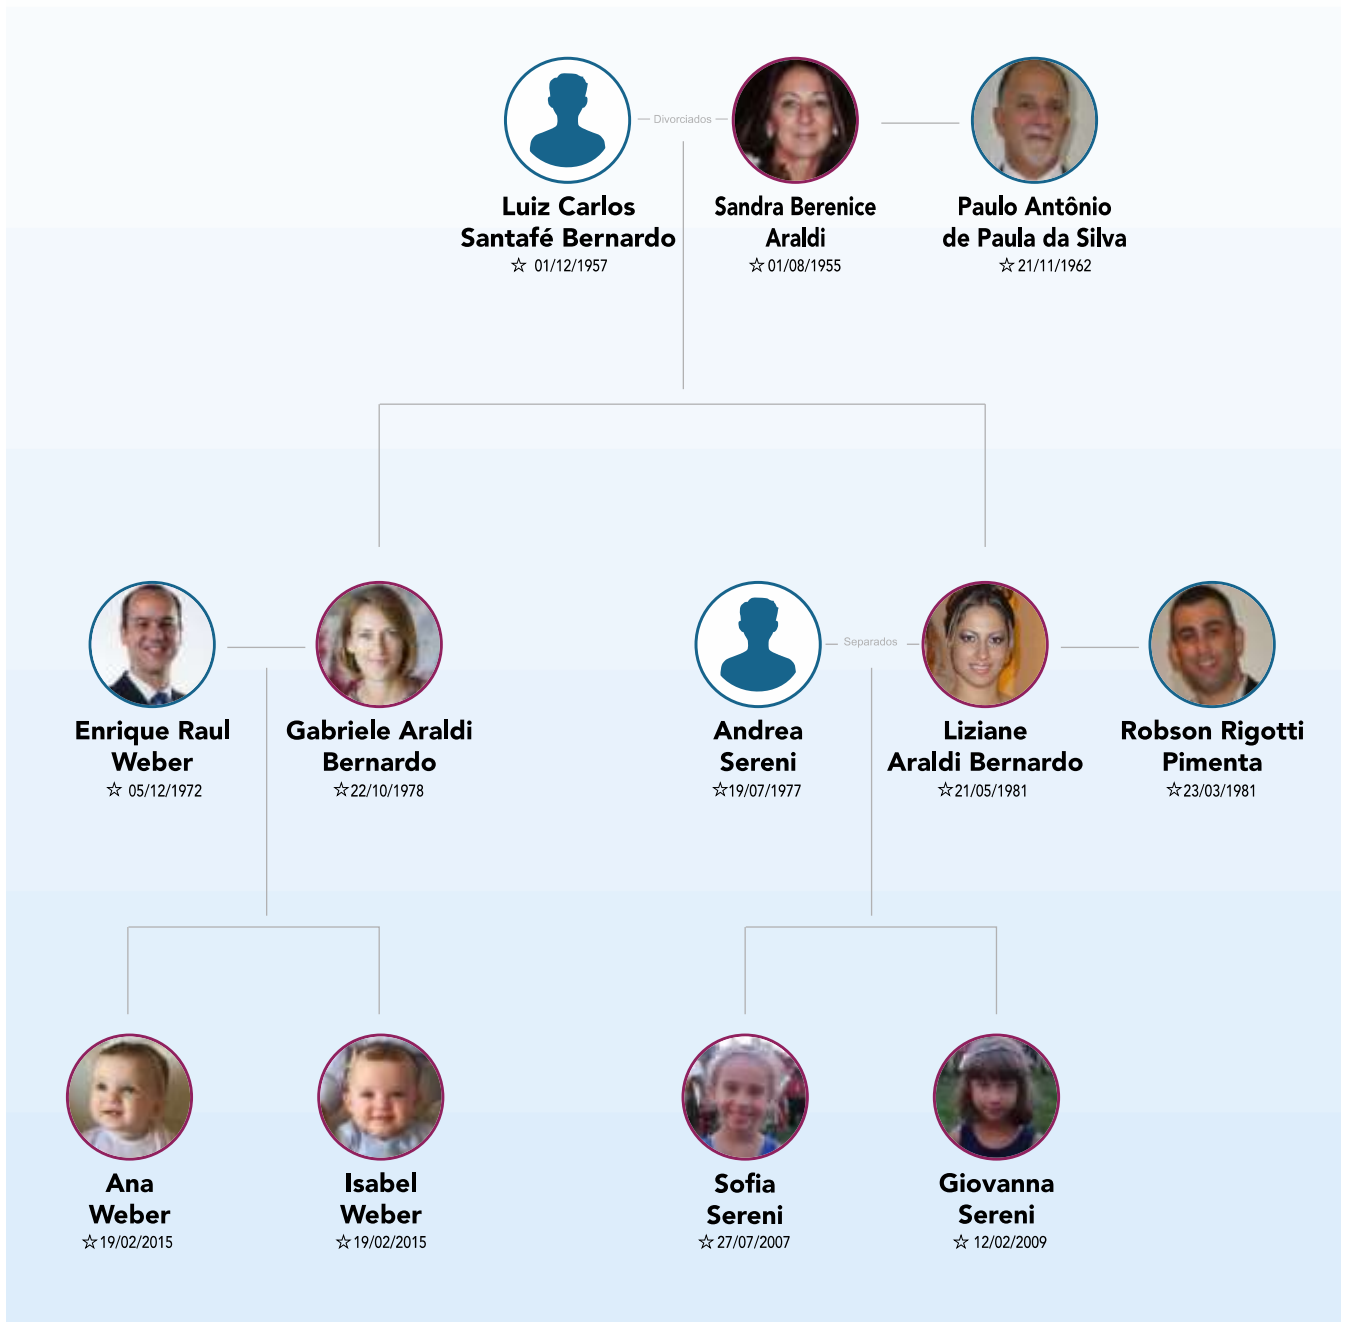 Divorciados
Luiz Carlos
Santafé Bernardo
☆ 01/12/1957
Sandra Berenice
Araldi
☆ 01/08/1955
Paulo Antônio
de Paula da Silva
☆ 21/11/1962
Separados
Enrique Raul
Weber
☆ 05/12/1972
Gabriele Araldi
Bernardo
☆ 22/10/1978
Andrea
Sereni
☆ 19/07/1977
Liziane
Araldi Bernardo
☆ 21/05/1981
Robson Rigotti
Pimenta
☆ 23/03/1981
Ana
Weber
☆ 19/02/2015
Isabel
Weber
☆ 19/02/2015
Sofia
Sereni
☆ 27/07/2007
Giovanna
Sereni
☆ 12/02/2009